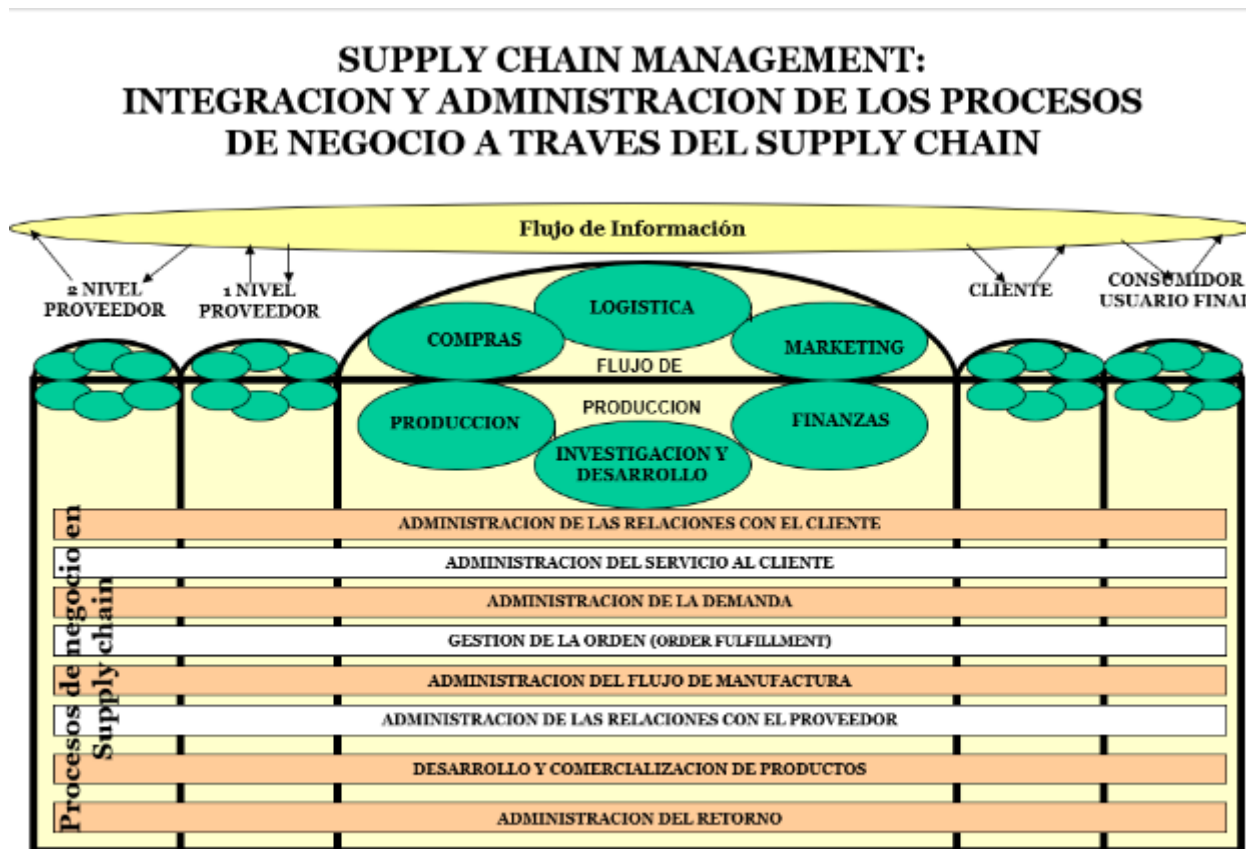 SUPPLY CHAIN MANAGEMENT:
INTEGRACION Y ADMINISTRACION DE LOS PROCESOS
DE NEGOCIO A TRAVES DEL SUPPLY CHAIN
Flujo de Información
2 NIVEL
PROVEEDOR
1 NIVEL
PROVEEDOR
CLIENTE
CONSUMIDOR
USUARIO FINAL
LOGISTICA
COMPRAS
MARKETING
FLUJO DE
PRODUCCION
PRODUCCION
FINANZAS
INVESTIGACION Y
DESARROLLO
Procesos de negocio en
Supply chain
ADMINISTRACION DE LAS RELACIONES CON EL CLIENTE
ADMINISTRACION DEL SERVICIO AL CLIENTE
ADMINISTRACION DE LA DEMANDA
GESTION DE LA ORDEN (ORDER FULFILLMENT)
ADMINISTRACION DEL FLUJO DE MANUFACTURA
ADMINISTRACION DE LAS RELACIONES CON EL PROVEEDOR
DESARROLLO Y COMERCIALIZACION DE PRODUCTOS
ADMINISTRACION DEL RETORNO